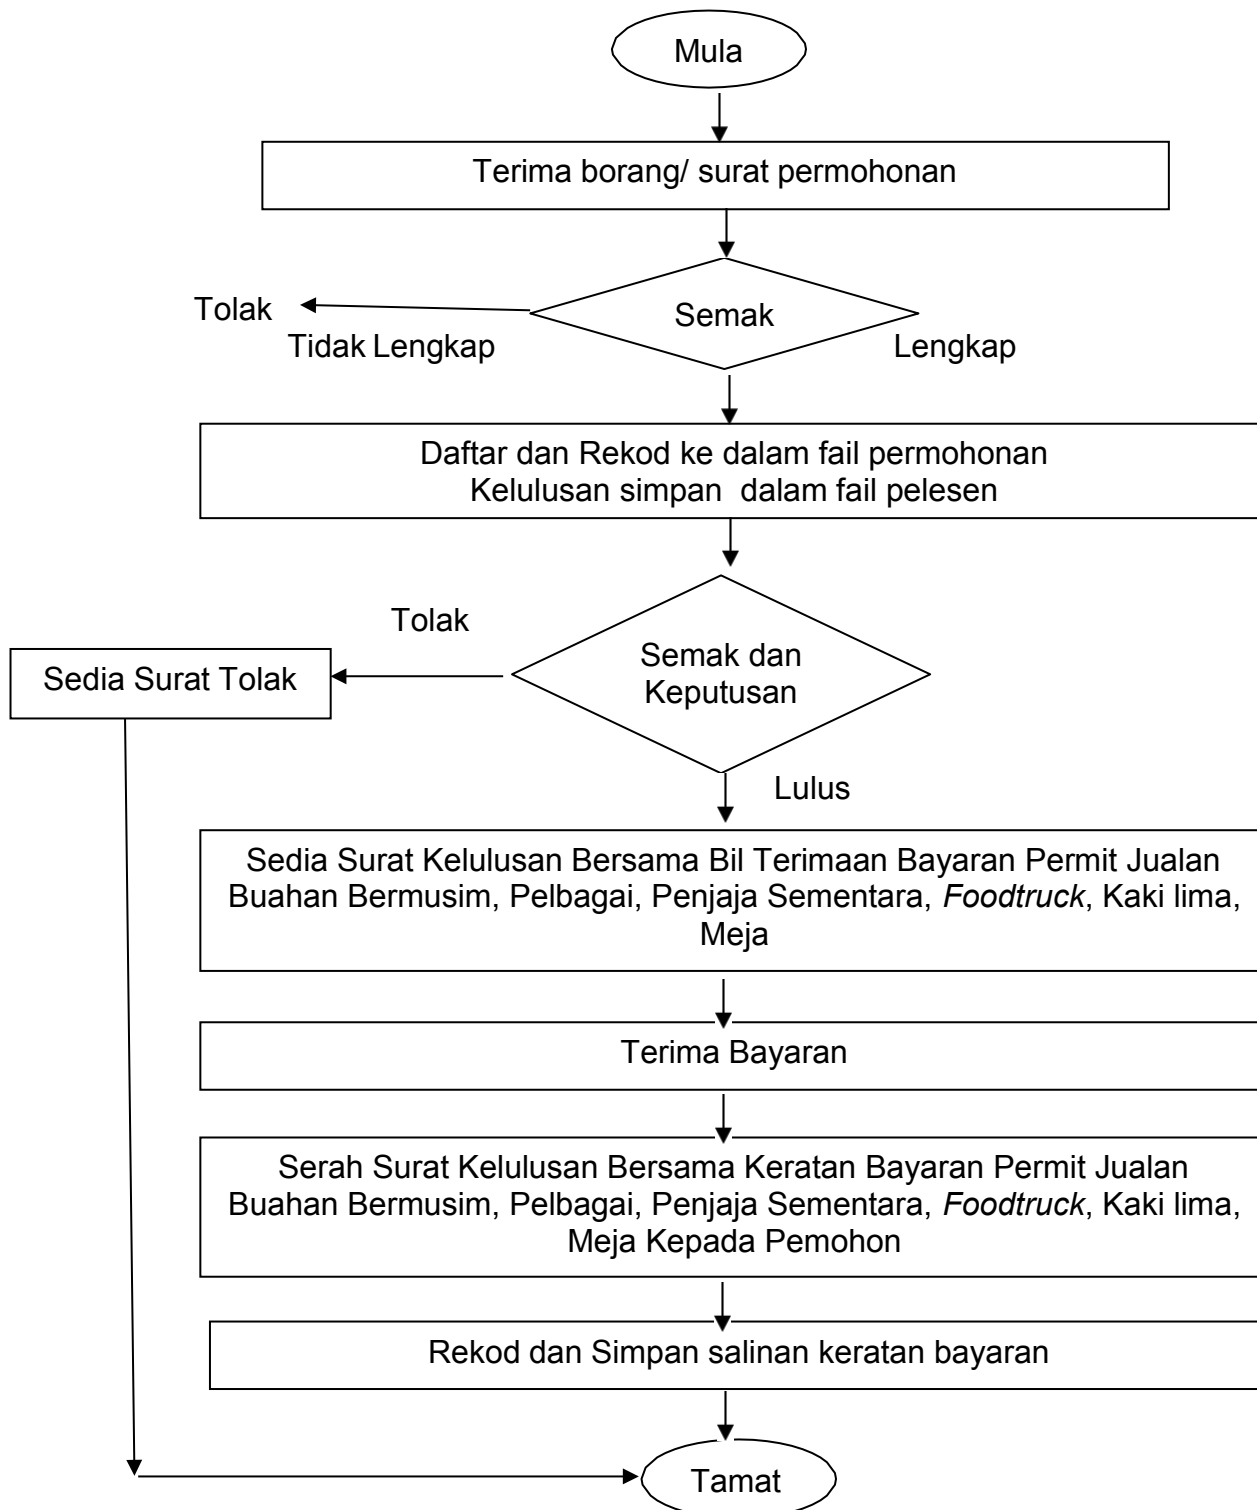 Mula
Terima borang/ surat permohonan
Tolak
Semak
Tidak Lengkap
Lengkap
Daftar dan Rekod ke dalam fail permohonan
Kelulusan simpan dalam fail pelesen
Tolak
Semak dan
Keputusan
Sedia Surat Tolak
Lulus
Sedia Surat Kelulusan Bersama Bil Terimaan Bayaran Permit Jualan
Buahan Bermusim, Pelbagai, Penjaja Sementara, Foodtruck, Kaki lima,
Meja
Terima Bayaran
Serah Surat Kelulusan Bersama Keratan Bayaran Permit Jualan
Buahan Bermusim, Pelbagai, Penjaja Sementara, Foodtruck, Kaki lima,
Meja Kepada Pemohon
Rekod dan Simpan salinan keratan bayaran
Tamat